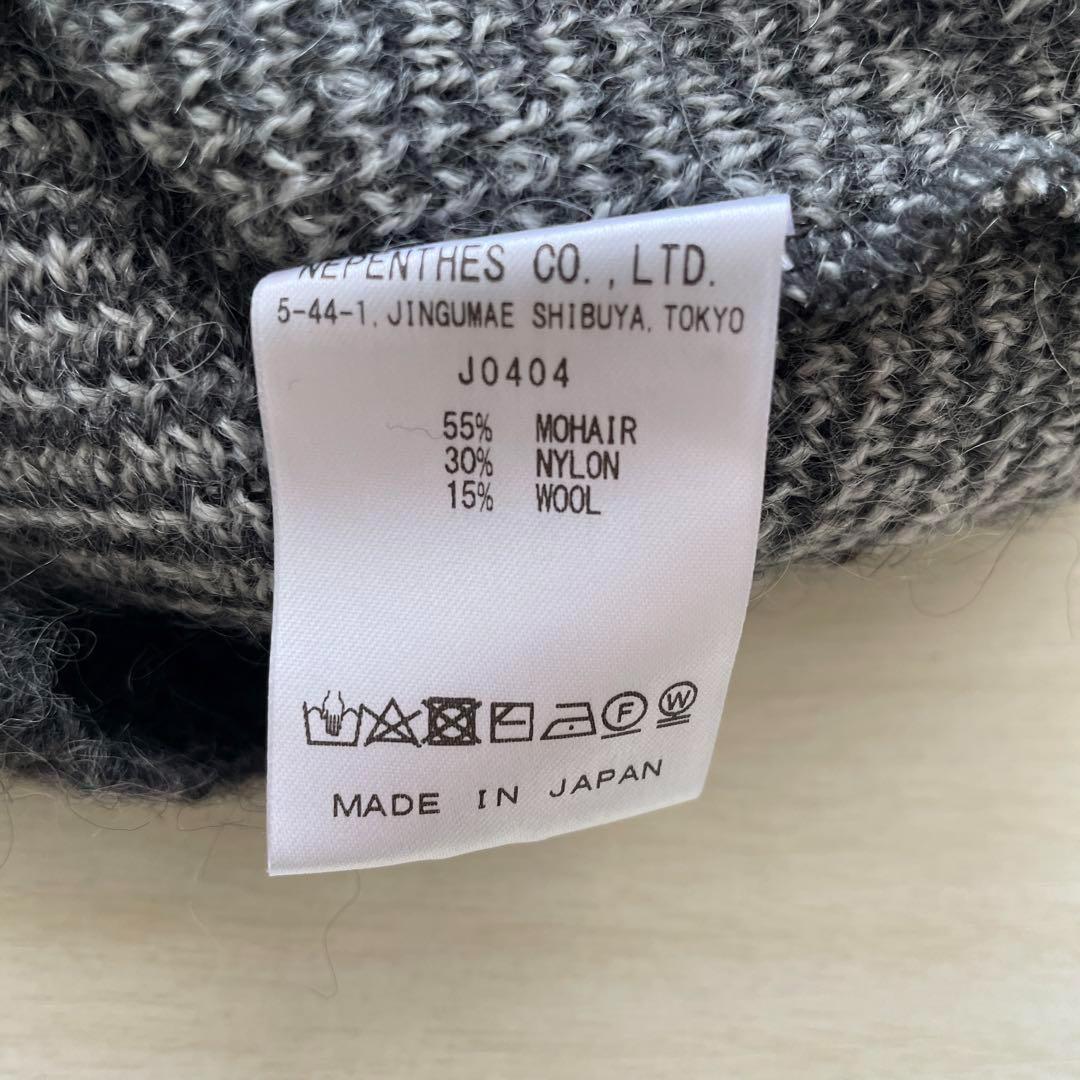 NEPENTHES CO., LTD.
5-44-1, JINGUMAE SHIBUYA, TOKYO
J0404
55% MOHAIR
30% NYLON
15% WOOL
F W
MADE IN JAPAN